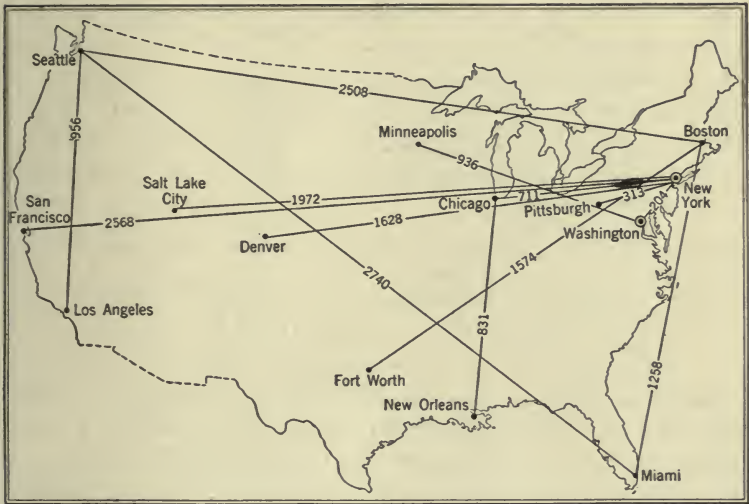 Seattle
2508
956
Minneapolis
936
Boston
Salt Lake
City
1972
San
Francisco
2568
Denver
1628
Chicago
711
Pittsburgh
313
New
York
204
Washington
1574
2740
Los Angeles
831
Fort Worth
1258
New Orleans
Miami